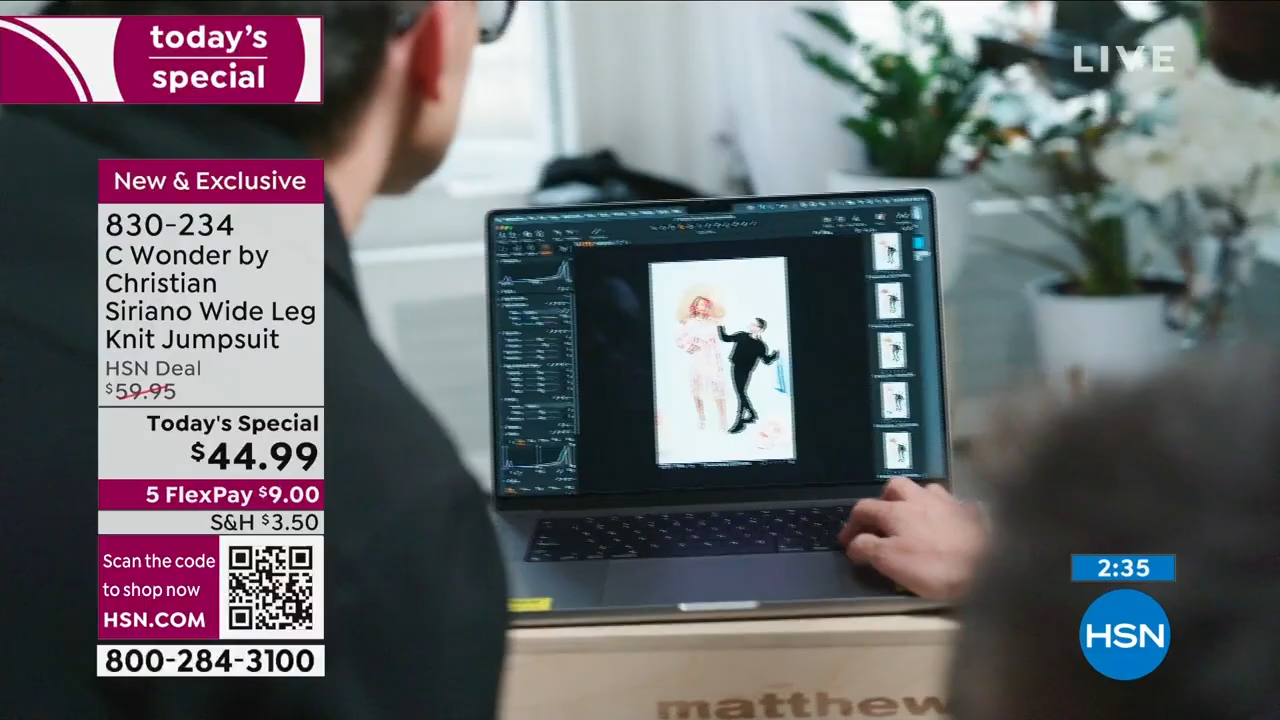 today's
special
LIVE
New & Exclusive
830-234
C Wonder by
Christian
Siriano Wide Leg
Knit Jumpsuit
HSN Deal
$59.95
Today's Special
$44.99
5 FlexPay $9.00
S&H $3.50
Scan the code
to shop now
HSN.COM
800-284-3100
2:35
HSN
matthew